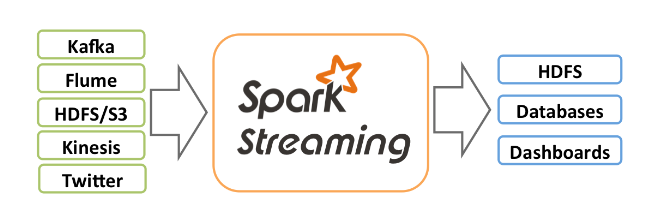 Kafka
Flume
HDFS/S3
Kinesis
Twitter
Spark
Streaming
HDFS
Databases
Dashboards